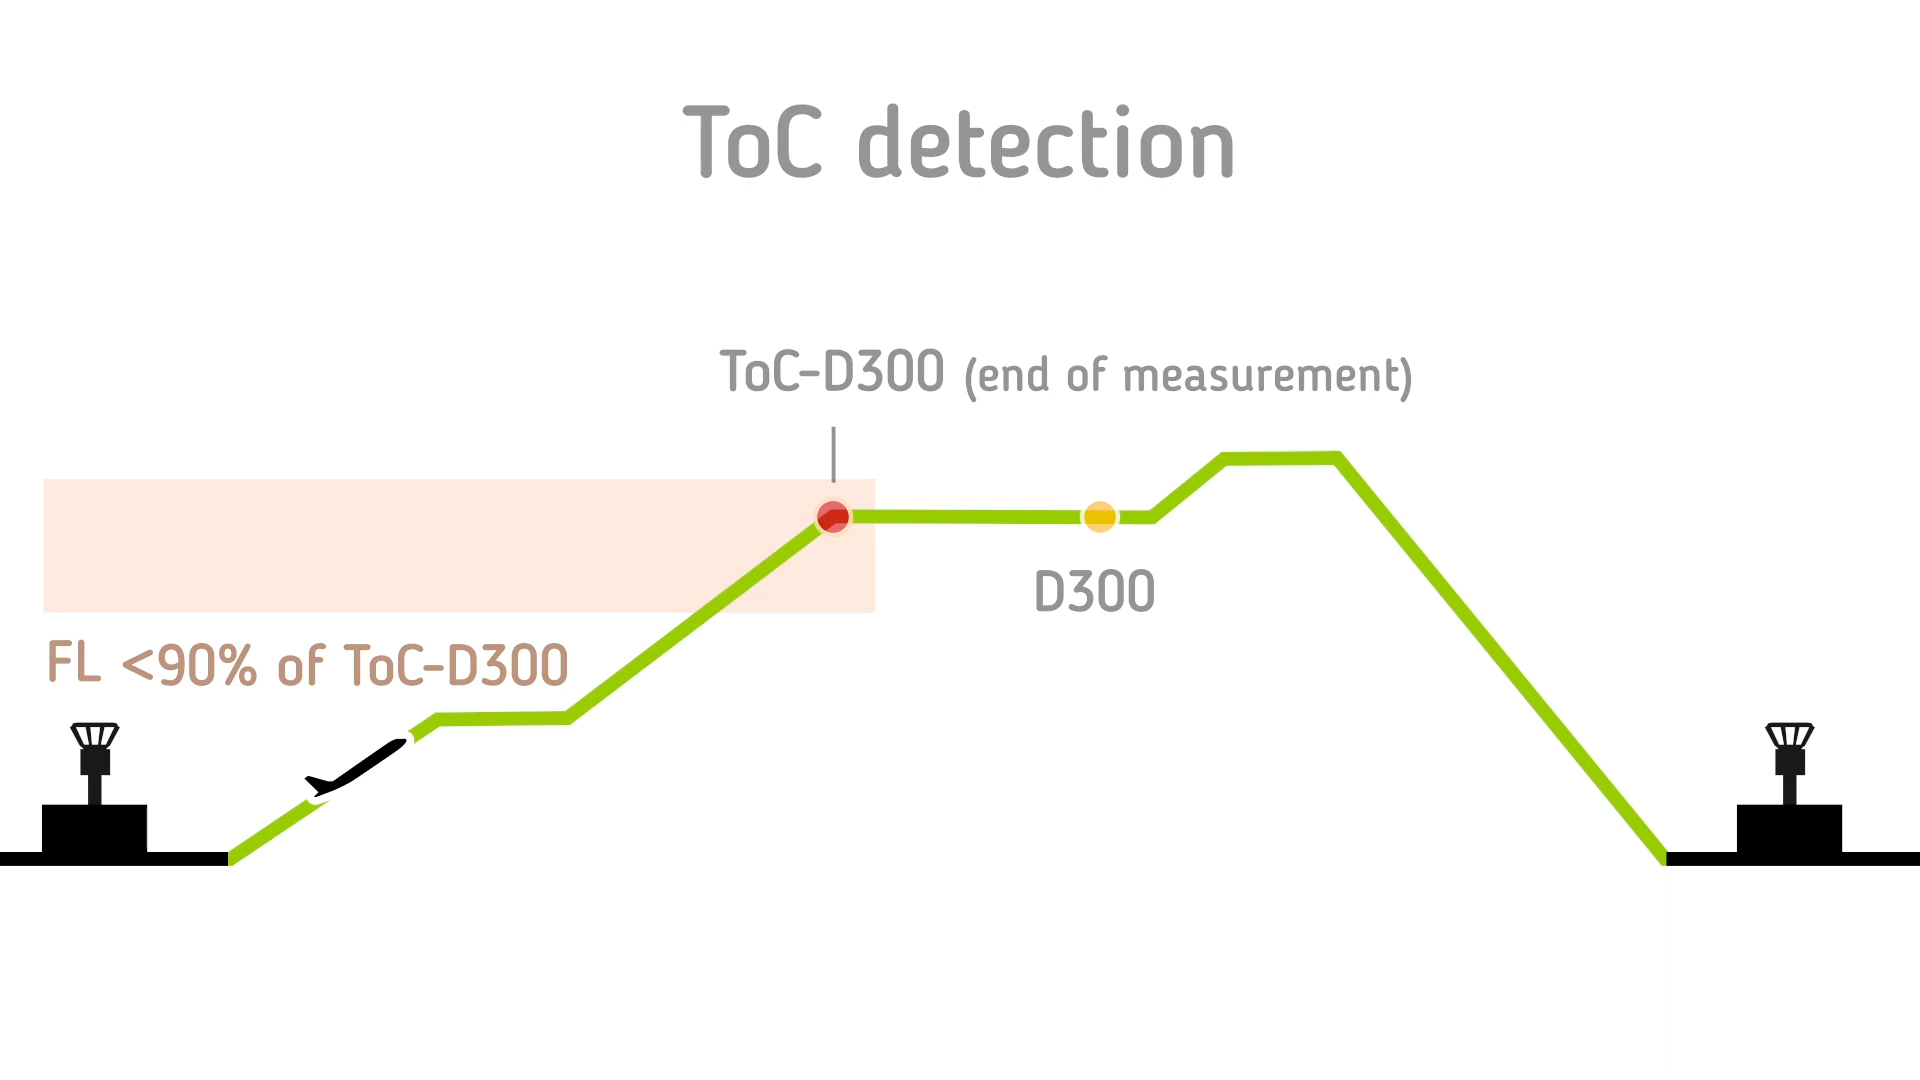 ToC detection
ToC-D300 (end of measurement)
D300
FL <90% of ToC-D300